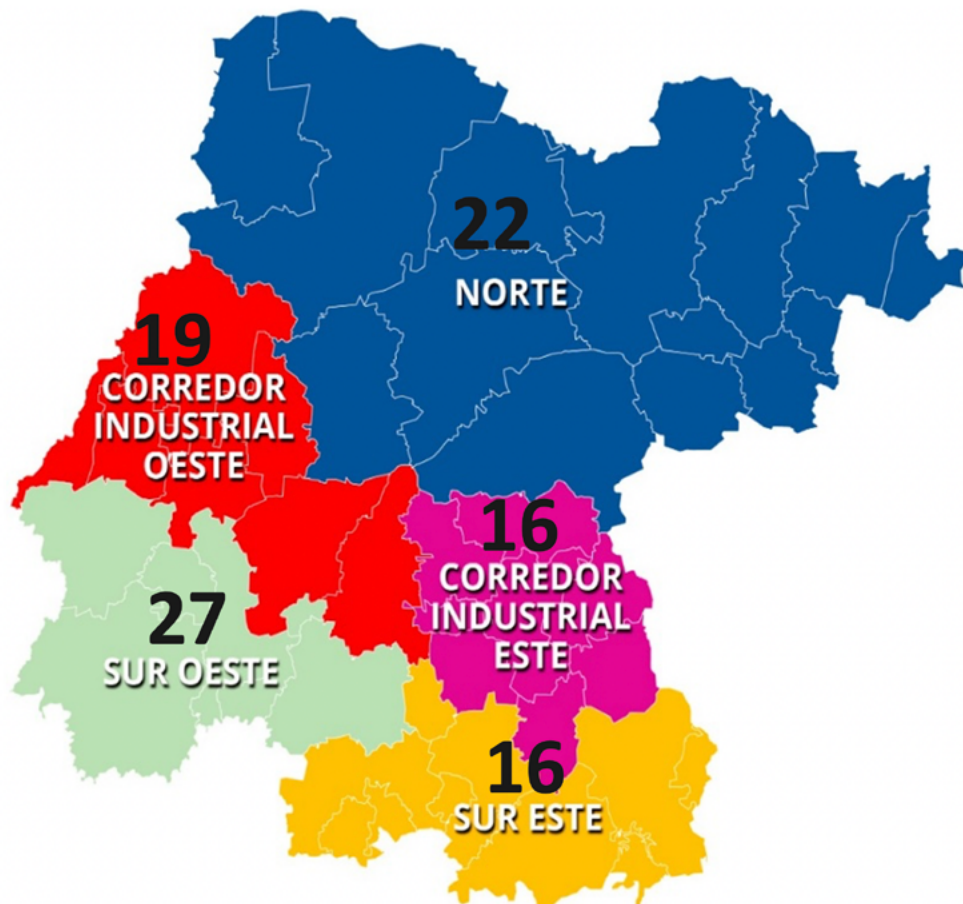 22
NORTE
19
CORREDOR
INDUSTRIAL
OESTE
16
CORREDOR
INDUSTRIAL
ESTE
27
SUR OESTE
16
SUR ESTE